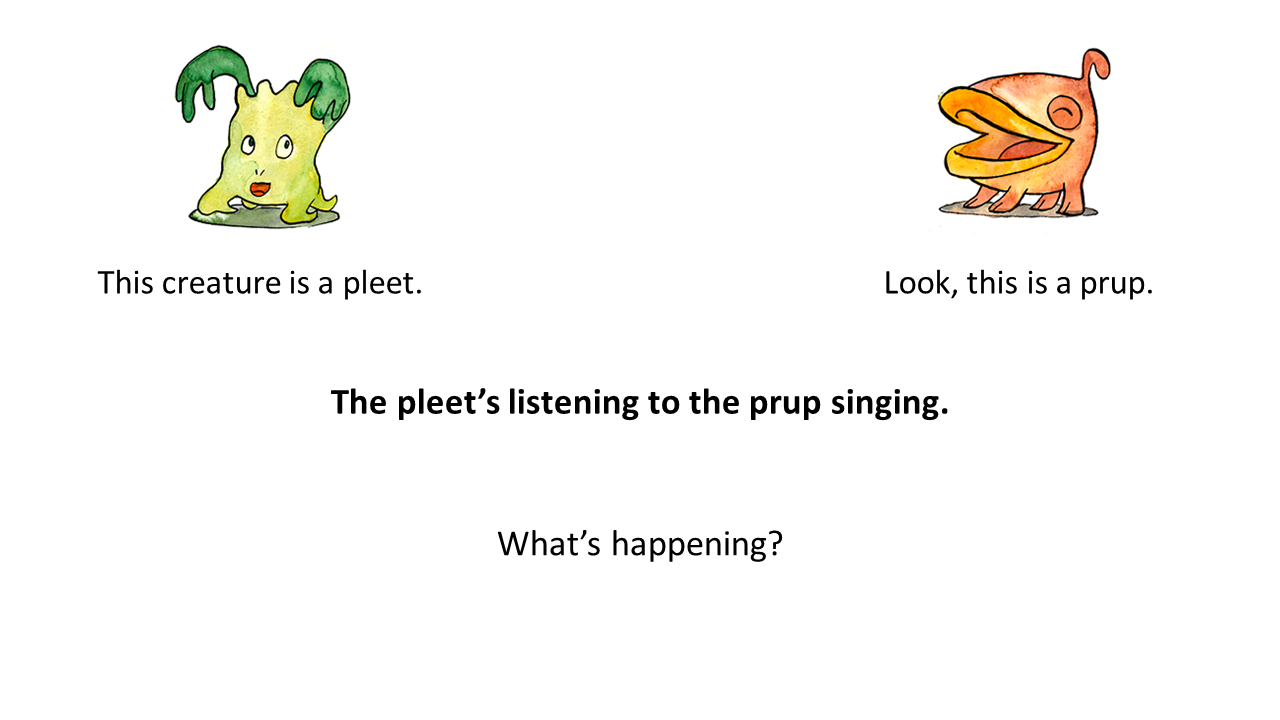 This creature is a pleet.
Look, this is a prup.
The pleet’s listening to the prup singing.
What’s happening?